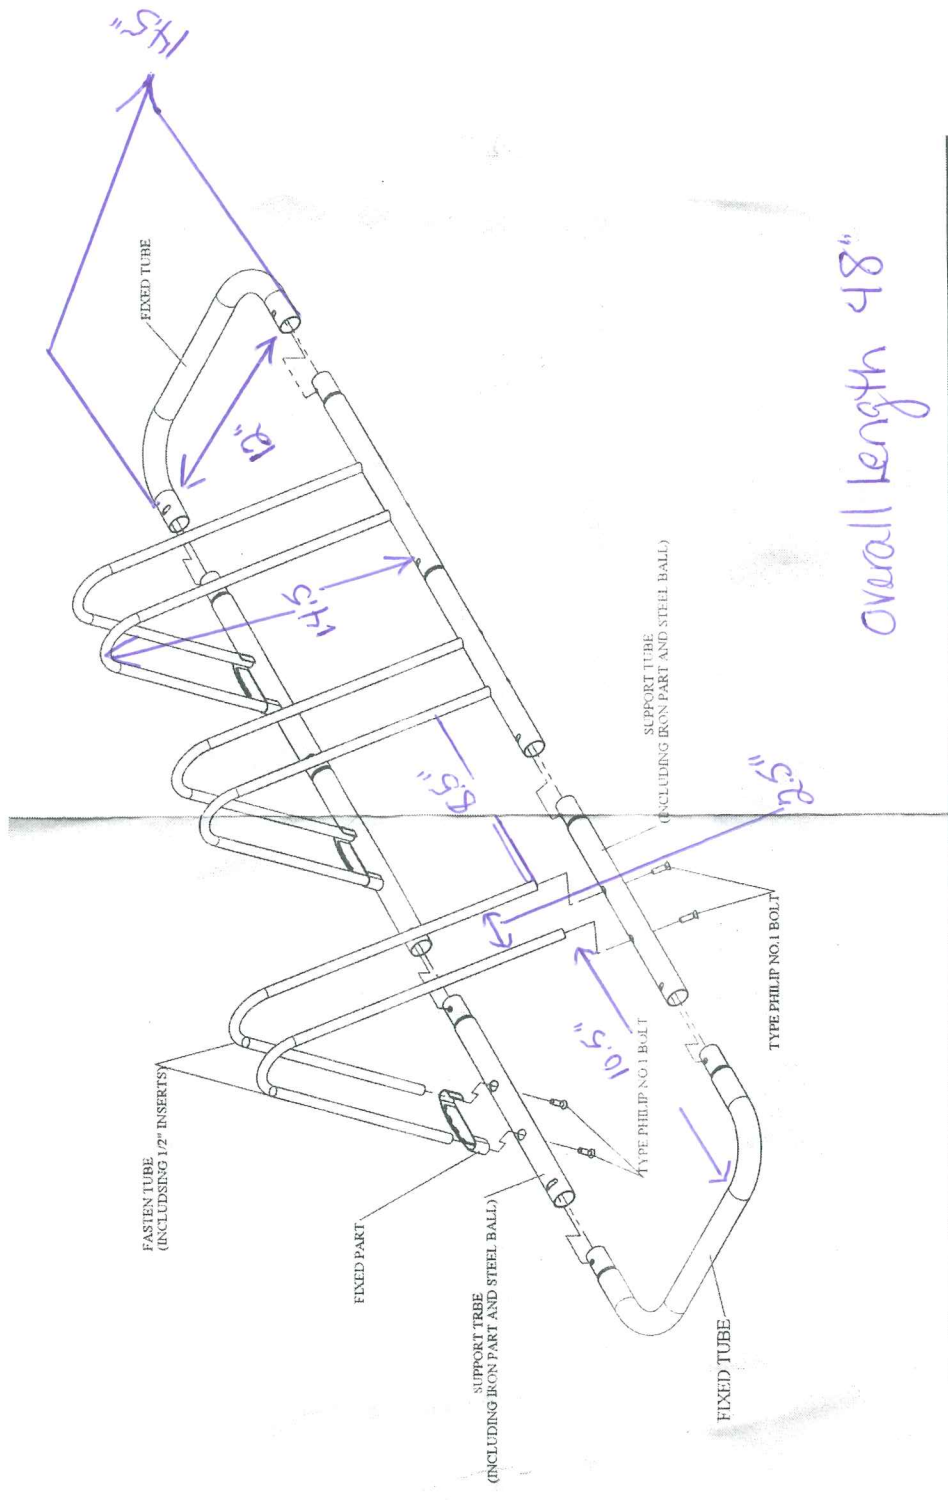 14.5"
FASTEN TUBE
(INCLUDSING 1/2" INSERTS)
FIXED TUBE
12"
14.5
FIXED PART
8.5"
SUPPORT TRBE
(INCLUDING IRON PART AND STEEL BALL)
10.5"
TYPE PHILIP NO.1 BOLT
SUPPORT TUBE
(INCLUDING IRON PART AND STEEL BALL)
FIXED TUBE
TYPE PHILIP NO.1 BOLT
2.5"
overall Length 48"